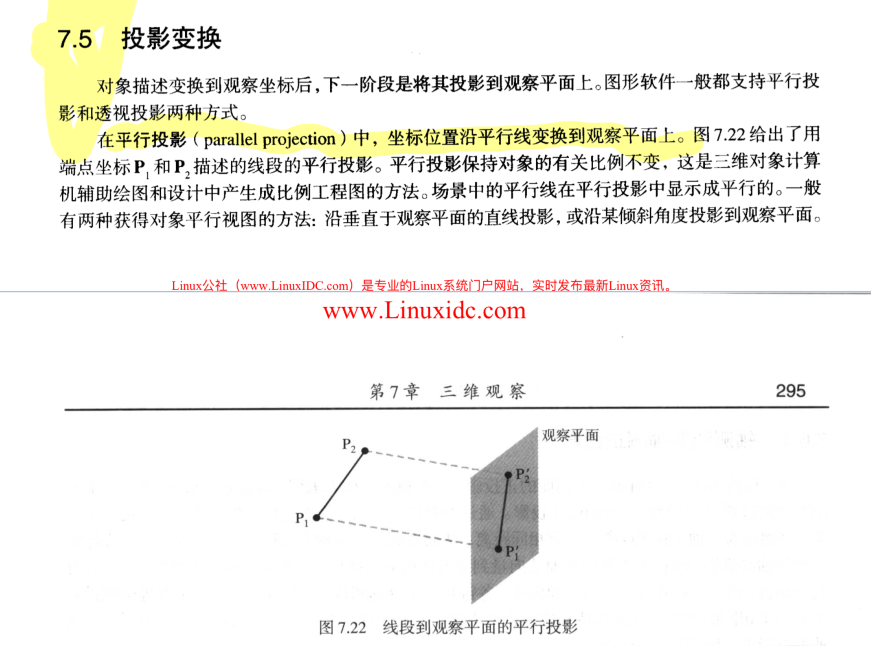 7.5 投影变换
对象描述变换到观察坐标后,下一阶段是将其投影到观察平面上。图形软件一般都支持平行投
影和透视投影两种方式。
在平行投影(parallel projection)中,坐标位置沿平行线变换到观察平面上。图7.22给出了用
端点坐标P₁和P₂描述的线段的平行投影。平行投影保持对象的有关比例不变,这是三维对象计算
机辅助绘图和设计中产生成比例工程图的方法。场景中的平行线在平行投影中显示成平行的。一般
有两种获得对象平行视图的方法:沿垂直于观察平面的直线投影,或沿某倾斜角度投影到观察平面。
Linux公社(www.LinuxIDC.com)是专业的Linux系统门户网站,实时发布最新Linux资讯。
www.Linuxidc.com
第7章 三维观察 295
观察平面
P₂
P₂′
P₁
P₁′
图7.22 线段到观察平面的平行投影